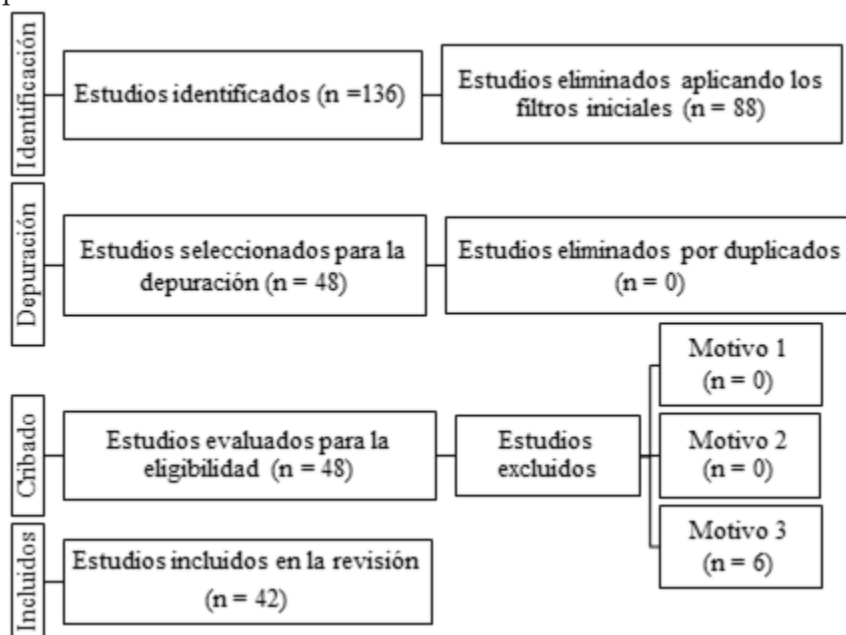 Identificación
Estudios identificados (n =136)
Estudios eliminados aplicando los
filtros iniciales (n = 88)
Depuración
Estudios seleccionados para la
depuración (n = 48)
Estudios eliminados por duplicados
(n = 0)
Cribado
Estudios evaluados para la
eligibilidad (n = 48)
Estudios
excluidos
Motivo 1
(n = 0)
Motivo 2
(n = 0)
Motivo 3
(n = 6)
Incluidos
Estudios incluidos en la revisión
(n = 42)